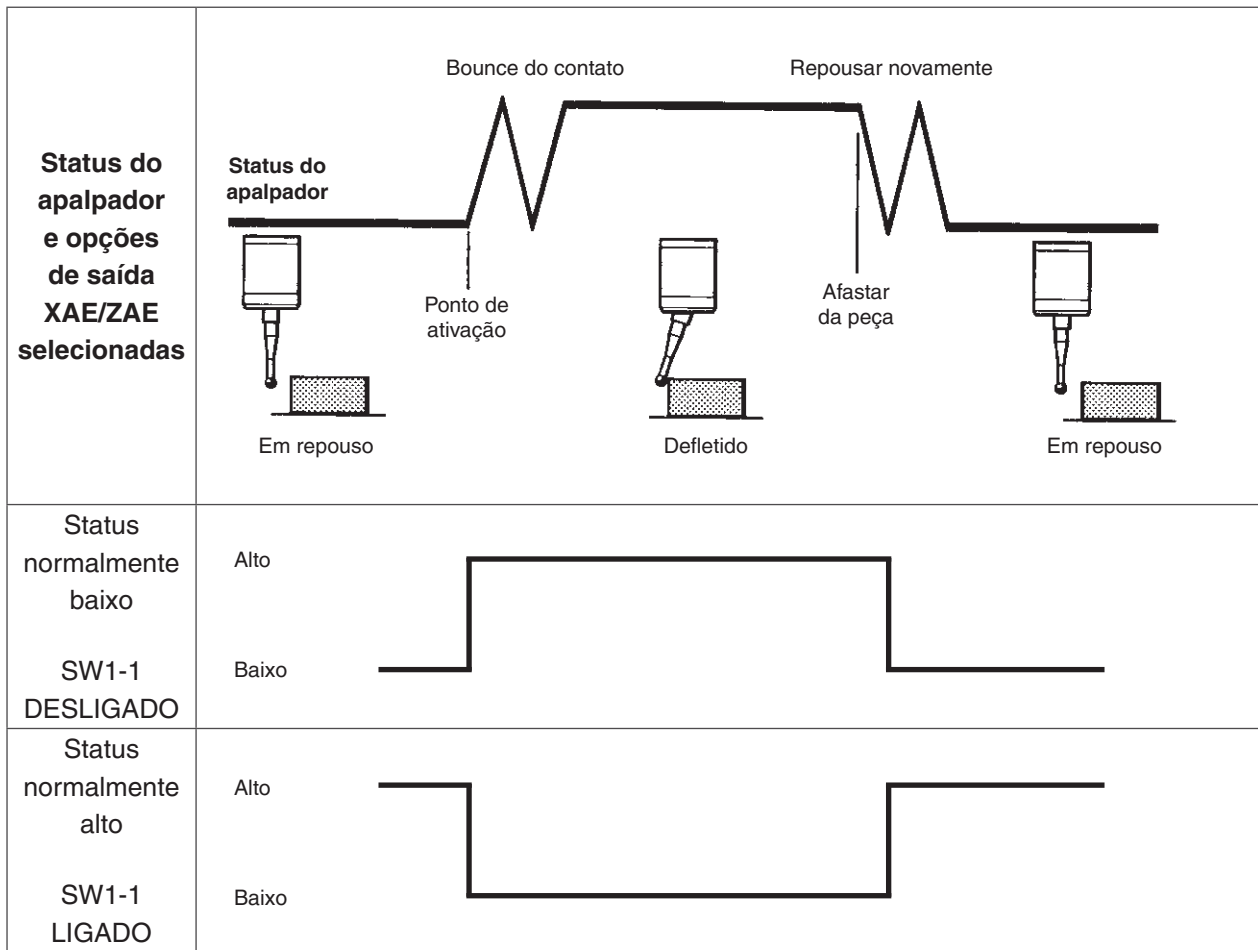 Status do
apalpador
e opções
de saída
XAE/ZAE
selecionadas
Bounce do contato
Repousar novamente
Status do
apalpador
Ponto de
ativação
Afastar
da peça
Em repouso
Defletido
Em repouso
Status
normalmente
baixo
SW1-1
DESLIGADO
Alto
Baixo
Status
normalmente
alto
SW1-1
LIGADO
Alto
Baixo